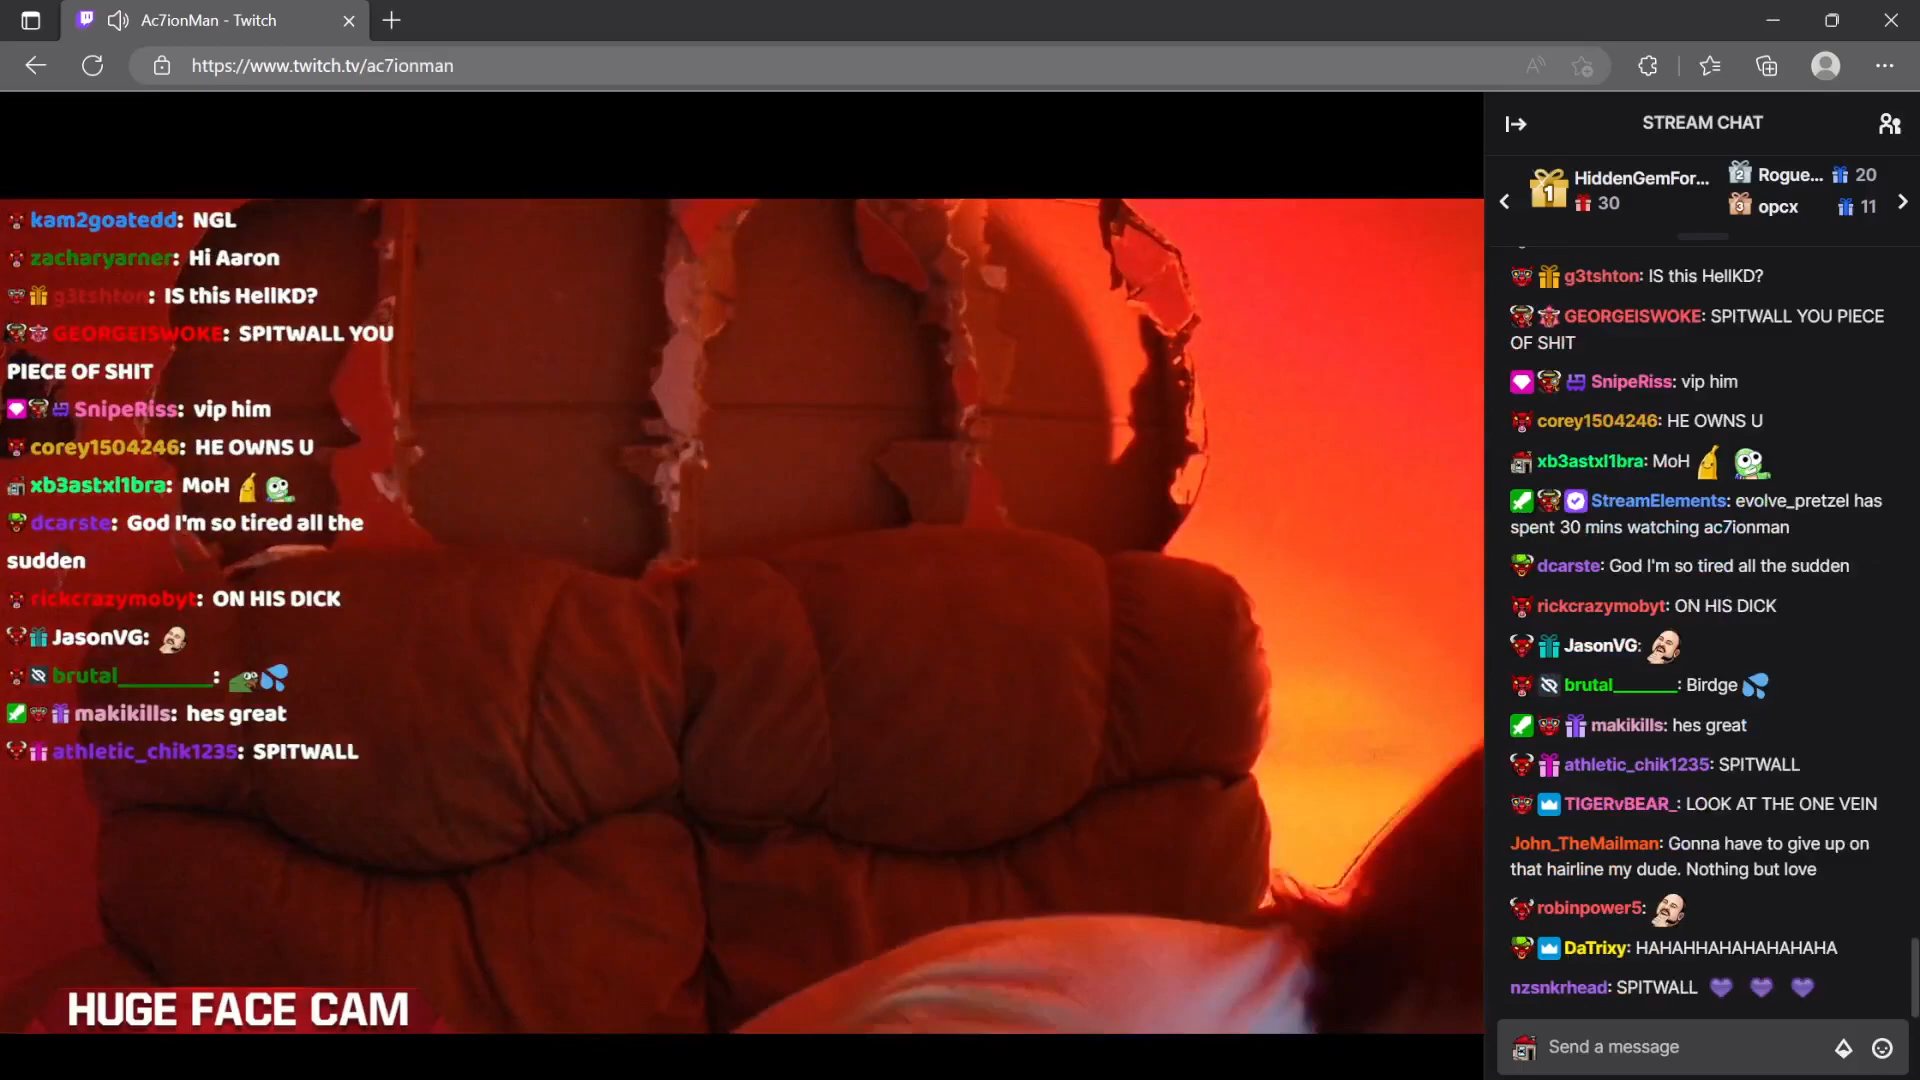 Ac7ionMan - Twitch
https://www.twitch.tv/ac7ionman
kam2goatedd: NGL
zacharyarner: Hi Aaron
g3tshton: IS this HellKD?
GEORGEISWOKE: SPITWALL YOU
PIECE OF SHIT
SnipeRiss: vip him
corey1504246: HE OWNS U
xb3astxl1bra: MoH
dcarste: God I'm so tired all the
sudden
rickcrazymobyt: ON HIS DICK
JasonVG:
brutal________:
makikills: hes great
athletic_chik1235: SPITWALL
HUGE FACE CAM
STREAM CHAT
1 HiddenGemFor...
30
2 Rogue... 20
3 opcx 11
g3tshton: IS this HellKD?
GEORGEISWOKE: SPITWALL YOU PIECE
OF SHIT
SnipeRiss: vip him
corey1504246: HE OWNS U
xb3astxl1bra: MoH
StreamElements: evolve_pretzel has
spent 30 mins watching ac7ionman
dcarste: God I'm so tired all the sudden
rickcrazymobyt: ON HIS DICK
JasonVG:
brutal________: Birdge
makikills: hes great
athletic_chik1235: SPITWALL
TIGERvBEAR_: LOOK AT THE ONE VEIN
John_TheMailman: Gonna have to give up on
that hairline my dude. Nothing but love
robinpower5:
DaTrixy: HAHAHHAHAHAHAHAHA
nzsnkrhead: SPITWALL
Send a message